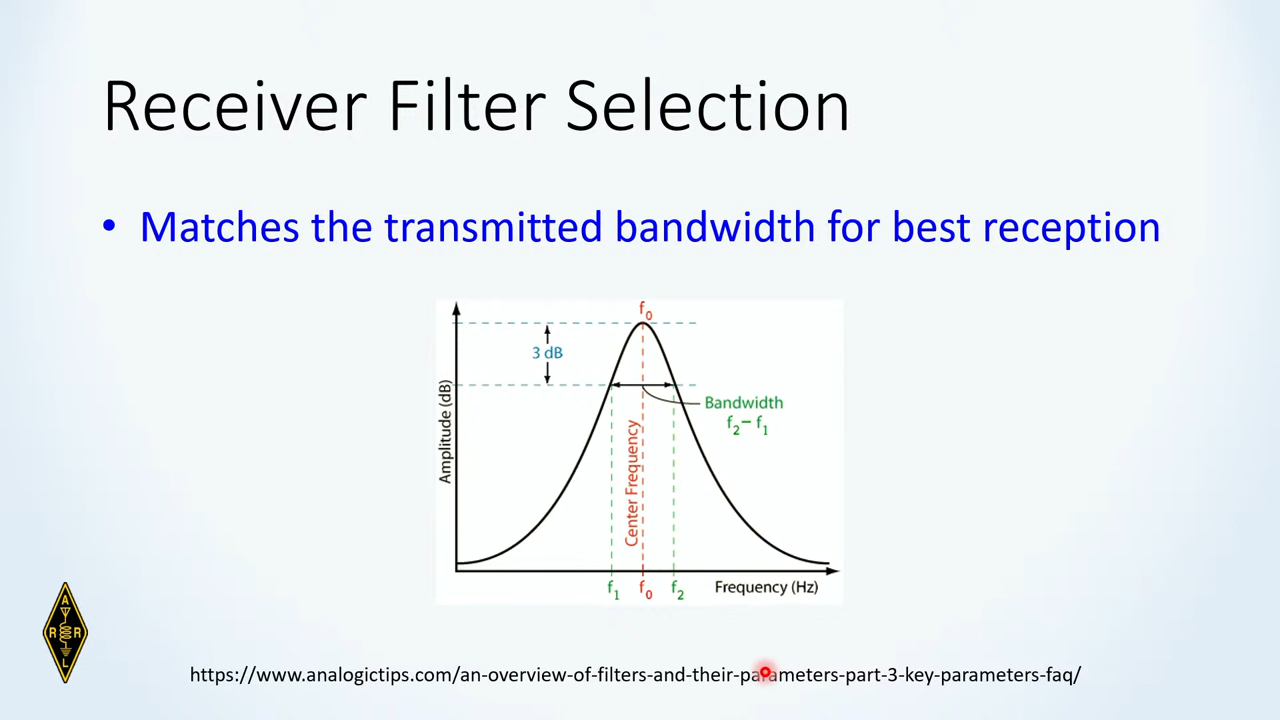 Receiver Filter Selection
• Matches the transmitted bandwidth for best reception
f0
3 dB
Amplitude (dB)
Center Frequency
Bandwidth
f2 – f1
f1 f0 f2 Frequency (Hz)
A
R R
L
https://www.analogictips.com/an-overview-of-filters-and-their-parameters-part-3-key-parameters-faq/